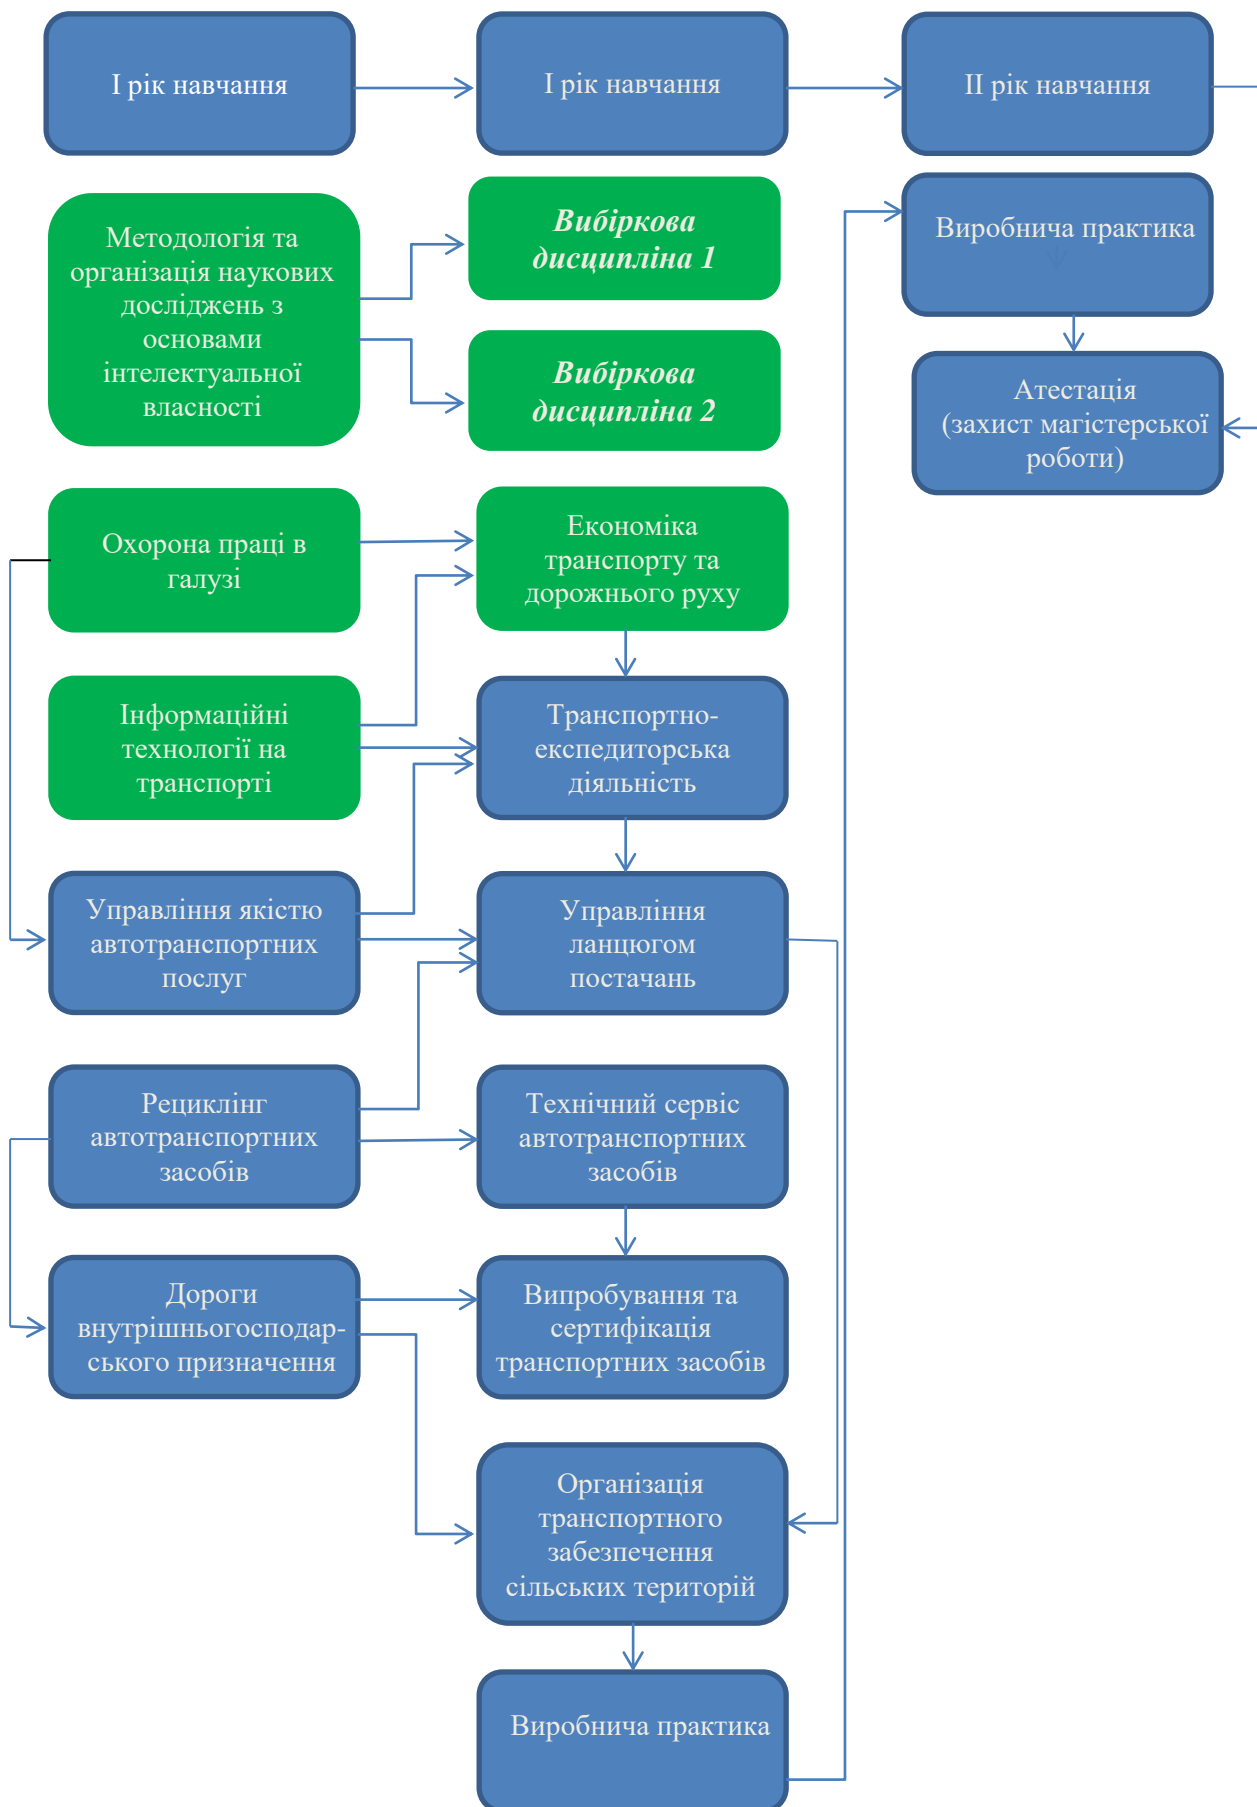 І рік навчання
І рік навчання
ІІ рік навчання
Методологія та
організація наукових
досліджень з
основами
інтелектуальної
власності
Вибіркова
дисципліна 1
Вибіркова
дисципліна 2
Виробнича практика
Атестація
(захист магістерської
роботи)
Охорона праці в
галузі
Економіка
транспорту та
дорожнього руху
Інформаційні
технології на
транспорті
Транспортно-
експедиторська
діяльність
Управління якістю
автотранспортних
послуг
Управління
ланцюгом
постачань
Рециклінг
автотранспортних
засобів
Технічний сервіс
автотранспортних
засобів
Дороги
внутрішньогосподар-
ського призначення
Випробування та
сертифікація
транспортних засобів
Організація
транспортного
забезпечення
сільських територій
Виробнича практика